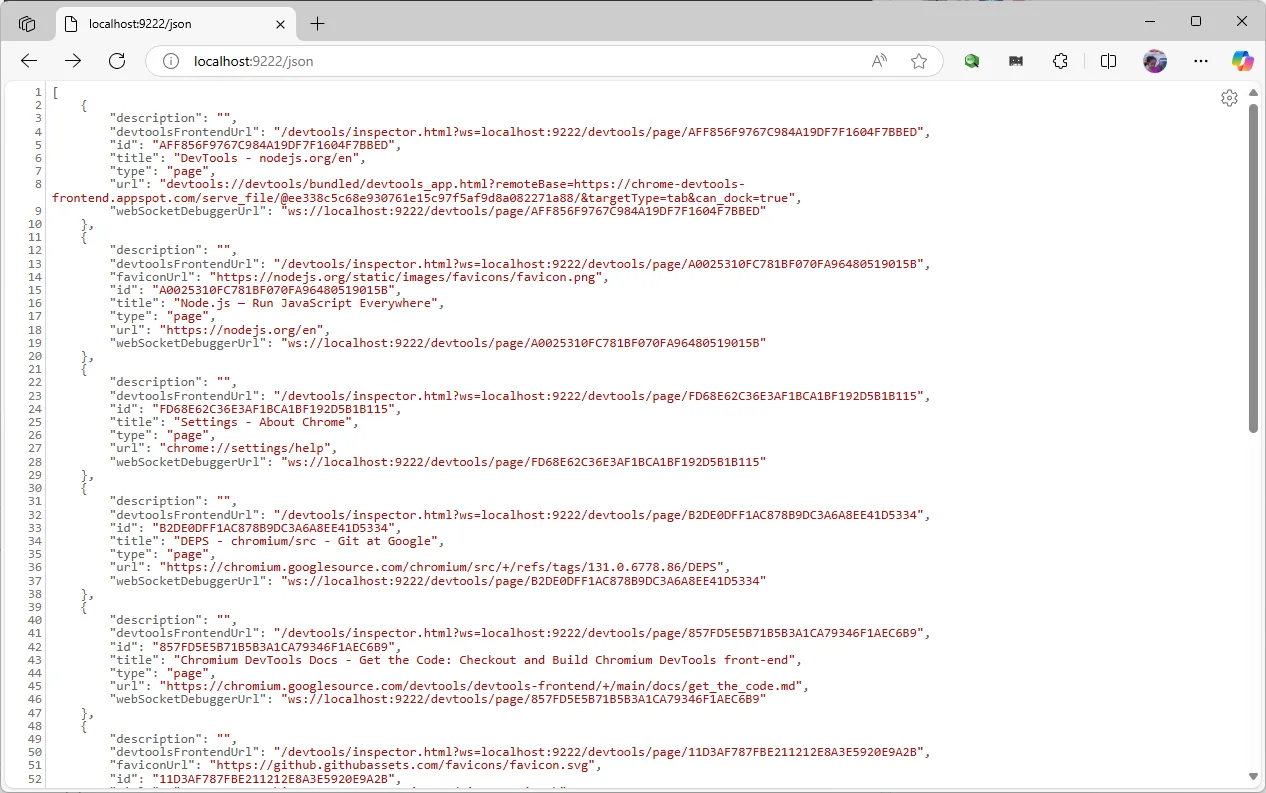 localhost:9222/json
localhost:9222/json
1 [
2 {
3 "description": "",
4 "devtoolsFrontendUrl": "/devtools/inspector.html?ws=localhost:9222/devtools/page/AFF856F9767C984A19DF7F1604F7BBED",
5 "id": "AFF856F9767C984A19DF7F1604F7BBED",
6 "title": "DevTools - nodejs.org/en",
7 "type": "page",
8 "url": "devtools://devtools/bundled/devtools_app.html?remoteBase=https://chrome-devtools-
frontend.appspot.com/serve_file/@ee338c5c68e930761e15c97f5af9d8a082271a88/&targetType=tab&can_dock=true",
9 "webSocketDebuggerUrl": "ws://localhost:9222/devtools/page/AFF856F9767C984A19DF7F1604F7BBED"
10 },
11 {
12 "description": "",
13 "devtoolsFrontendUrl": "/devtools/inspector.html?ws=localhost:9222/devtools/page/A0025310FC781BF070FA96480519015B",
14 "faviconUrl": "https://nodejs.org/static/images/favicons/favicon.png",
15 "id": "A0025310FC781BF070FA96480519015B",
16 "title": "Node.js — Run JavaScript Everywhere",
17 "type": "page",
18 "url": "https://nodejs.org/en",
19 "webSocketDebuggerUrl": "ws://localhost:9222/devtools/page/A0025310FC781BF070FA96480519015B"
20 },
21 {
22 "description": "",
23 "devtoolsFrontendUrl": "/devtools/inspector.html?ws=localhost:9222/devtools/page/FD68E62C36E3AF1BCA1BF192D5B1B115",
24 "id": "FD68E62C36E3AF1BCA1BF192D5B1B115",
25 "title": "Settings - About Chrome",
26 "type": "page",
27 "url": "chrome://settings/help",
28 "webSocketDebuggerUrl": "ws://localhost:9222/devtools/page/FD68E62C36E3AF1BCA1BF192D5B1B115"
29 },
30 {
31 "description": "",
32 "devtoolsFrontendUrl": "/devtools/inspector.html?ws=localhost:9222/devtools/page/B2DE0DFF1AC878B9DC3A6A8EE41D5334",
33 "id": "B2DE0DFF1AC878B9DC3A6A8EE41D5334",
34 "title": "DEPS - chromium/src - Git at Google",
35 "type": "page",
36 "url": "https://chromium.googlesource.com/chromium/src/+/refs/tags/131.0.6778.86/DEPS",
37 "webSocketDebuggerUrl": "ws://localhost:9222/devtools/page/B2DE0DFF1AC878B9DC3A6A8EE41D5334"
38 },
39 {
40 "description": "",
41 "devtoolsFrontendUrl": "/devtools/inspector.html?ws=localhost:9222/devtools/page/857FD5E5B71B5B3A1CA79346F1AEC6B9",
42 "id": "857FD5E5B71B5B3A1CA79346F1AEC6B9",
43 "title": "Chromium DevTools Docs - Get the Code: Checkout and Build Chromium DevTools front-end",
44 "type": "page",
45 "url": "https://chromium.googlesource.com/devtools/devtools-frontend/+/main/docs/get_the_code.md",
46 "webSocketDebuggerUrl": "ws://localhost:9222/devtools/page/857FD5E5B71B5B3A1CA79346F1AEC6B9"
47 },
48 {
49 "description": "",
50 "devtoolsFrontendUrl": "/devtools/inspector.html?ws=localhost:9222/devtools/page/11D3AF787FBE211212E8A3E5920E9A2B",
51 "faviconUrl": "https://github.githubassets.com/favicons/favicon.svg",
52 "id": "11D3AF787FBE211212E8A3E5920E9A2B",